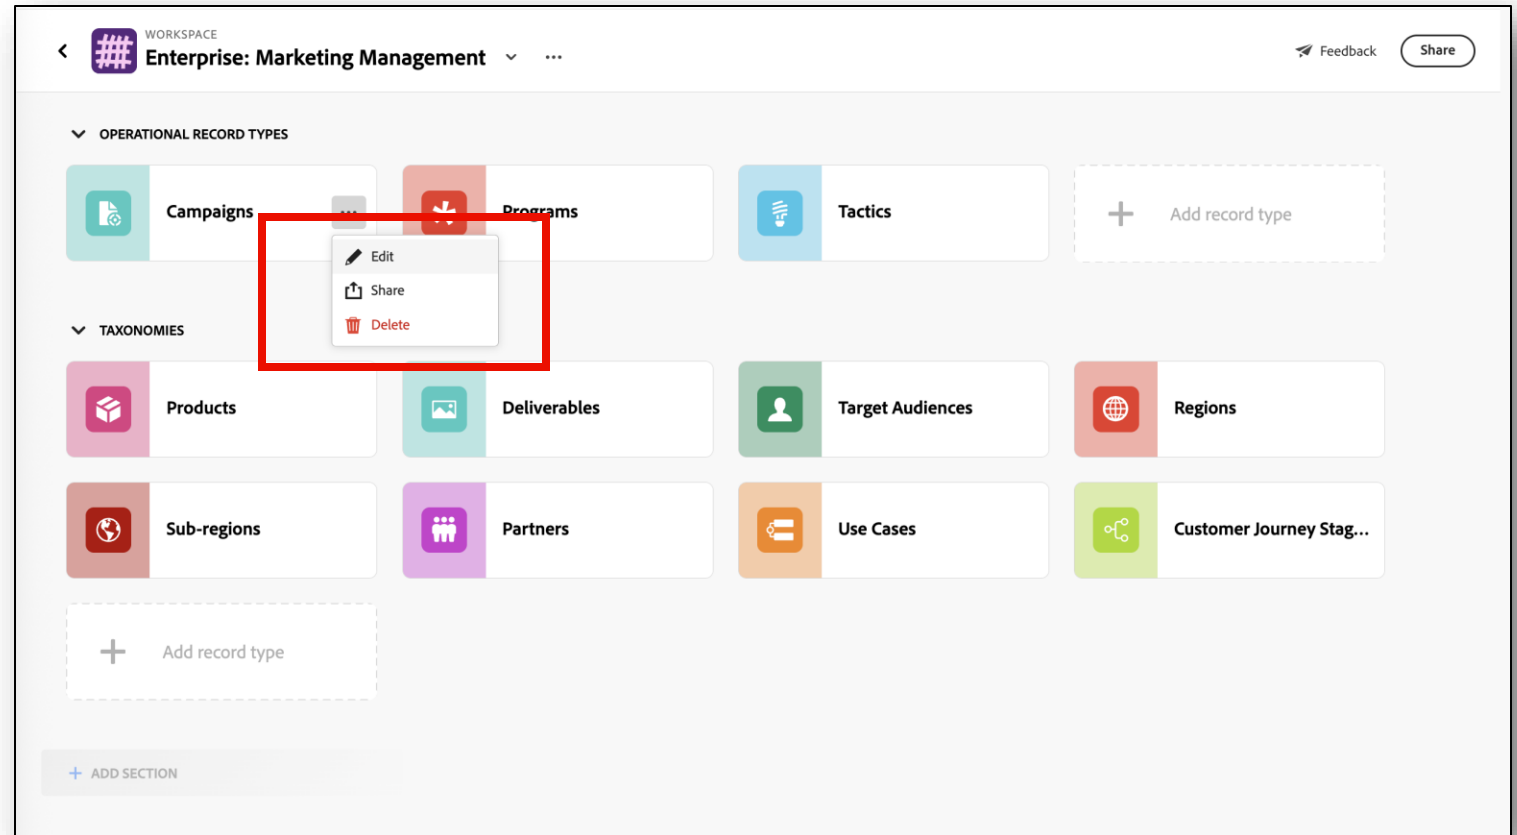 WORKSPACE
Enterprise: Marketing Management
Feedback
Share
OPERATIONAL RECORD TYPES
Campaigns
Programs
Tactics
Add record type
Edit
Share
Delete
TAXONOMIES
Products
Deliverables
Target Audiences
Regions
Sub-regions
Partners
Use Cases
Customer Journey Stag...
Add record type
ADD SECTION